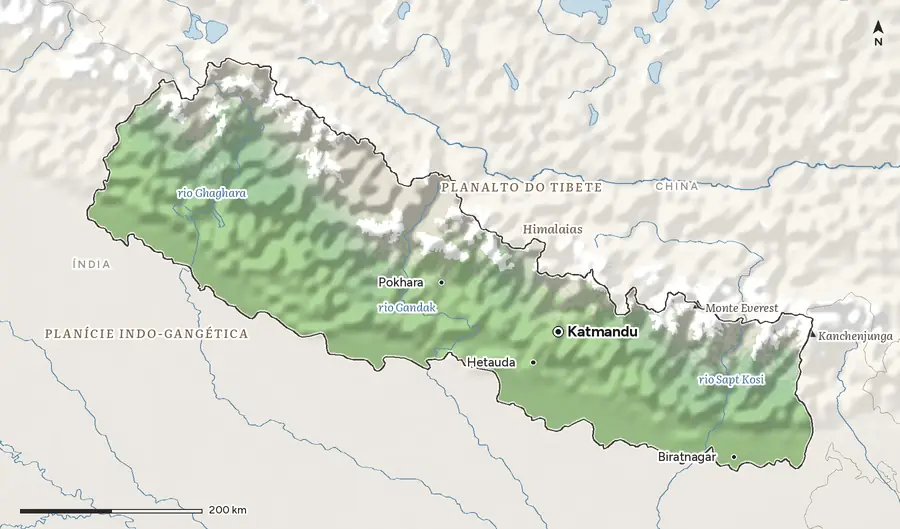 N
PLANALTO DO TIBETE
CHINA
rio Ghaghara
Himalaias
ÍNDIA
Pokhara
rio Gandak
Monte Everest
PLANÍCIE INDO-GANGÉTICA
Katmandu
Kanchenjunga
Hetauda
rio Sapt Kosi
Biratnagar
200 km